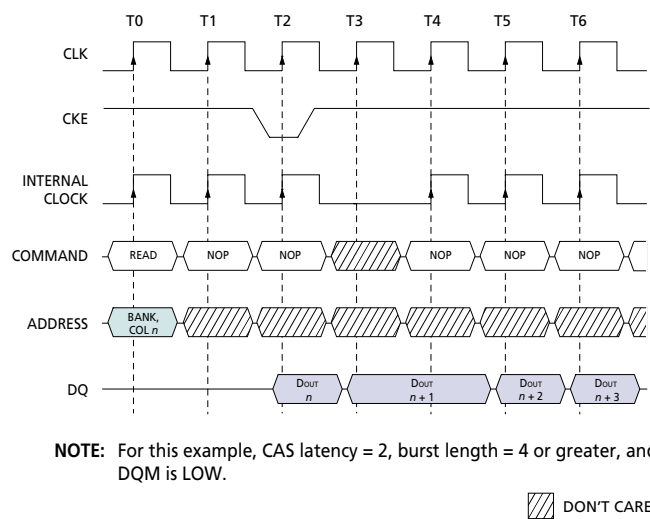 T0 T1 T2 T3 T4 T5 T6
CLK
CKE
INTERNAL
CLOCK
COMMAND READ NOP NOP NOP NOP NOP
ADDRESS BANK,
COL n
DQ DOUT DOUT DOUT DOUT
n n + 1 n + 2 n + 3
NOTE: For this example, CAS latency = 2, burst length = 4 or greater, and
DQM is LOW.
DON'T CARE